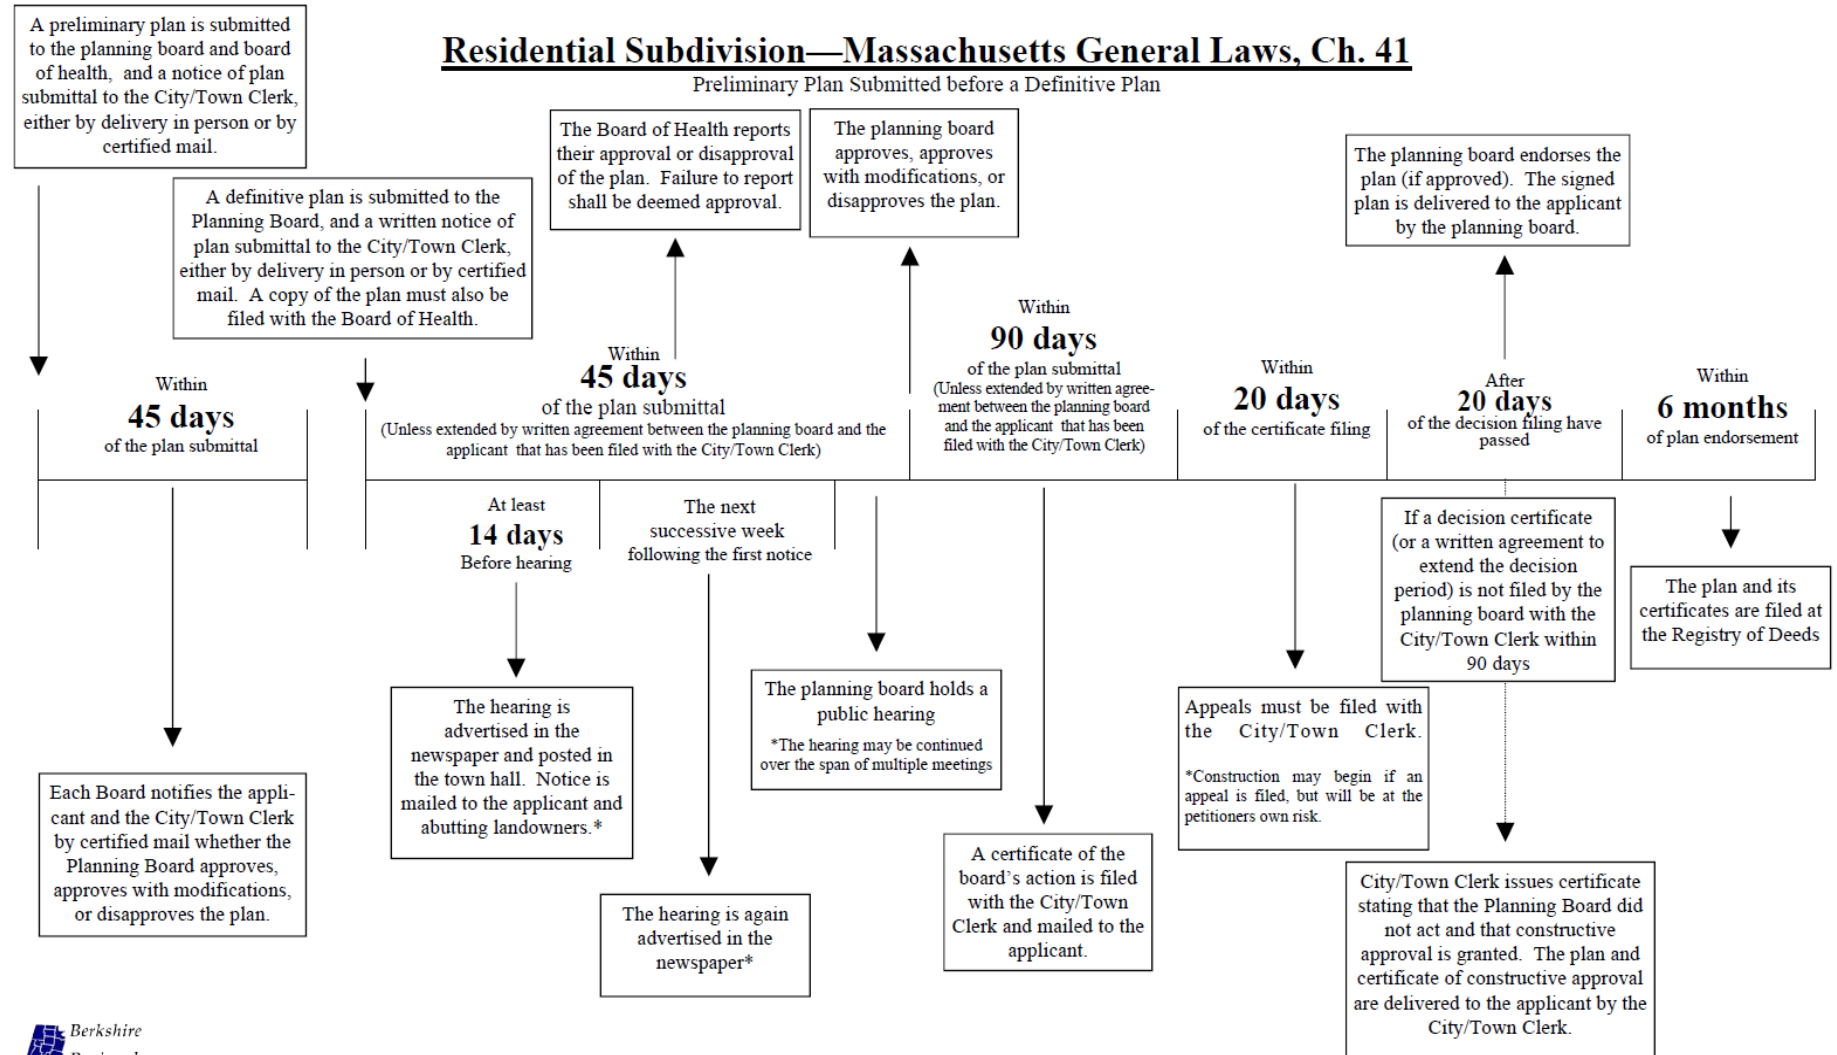 Residential Subdivision—Massachusetts General Laws, Ch. 41
Preliminary Plan Submitted before a Definitive Plan
A preliminary plan is submitted
to the planning board and board
of health,  and a notice of plan
submittal to the City/Town Clerk,
either by delivery in person or by
certified mail.
A definitive plan is submitted to the
Planning Board, and a written notice of
plan submittal to the City/Town Clerk,
either by delivery in person or by certified
mail.  A copy of the plan must also be
filed with the Board of Health.
The Board of Health reports
their approval or disapproval
of the plan.  Failure to report
shall be deemed approval.
The planning board
approves, approves
with modifications, or
disapproves the plan.
The planning board endorses the
plan (if approved).  The signed
plan is delivered to the applicant
by the planning board.
Within
45 days
of the plan submittal
Within
45 days
of the plan submittal
(Unless extended by written agreement between the planning board and the
applicant  that has been filed with the City/Town Clerk)
Within
90 days
of the plan submittal
(Unless extended by written agree-
ment between the planning board
and the applicant  that has been
filed with the City/Town Clerk)
Within
20 days
of the certificate filing
After
20 days
of the decision filing have
passed
Within
6 months
of plan endorsement
At least
14 days
Before hearing
The next
successive week
following the first notice
If a decision certificate
(or a written agreement to
extend the decision
period) is not filed by the
planning board with the
City/Town Clerk within
90 days
The plan and its
certificates are filed at
the Registry of Deeds
Each Board notifies the appli-
cant and the City/Town Clerk
by certified mail whether the
Planning Board approves,
approves with modifications,
or disapproves the plan.
The hearing is
advertised in the
newspaper and posted in
the town hall.  Notice is
mailed to the applicant and
abutting landowners.*
The hearing is again
advertised in the
newspaper*
The planning board holds a
public hearing
*The hearing may be continued
over the span of multiple meetings
A certificate of the
board's action is filed
with the City/Town
Clerk and mailed to the
applicant.
Appeals must be filed with
the City/Town Clerk.
*Construction may begin if an
appeal is filed, but will be at the
petitioners own risk.
City/Town Clerk issues certificate
stating that the Planning Board did
not act and that constructive
approval is granted.  The plan and
certificate of constructive approval
are delivered to the applicant by the
City/Town Clerk.
Berkshire